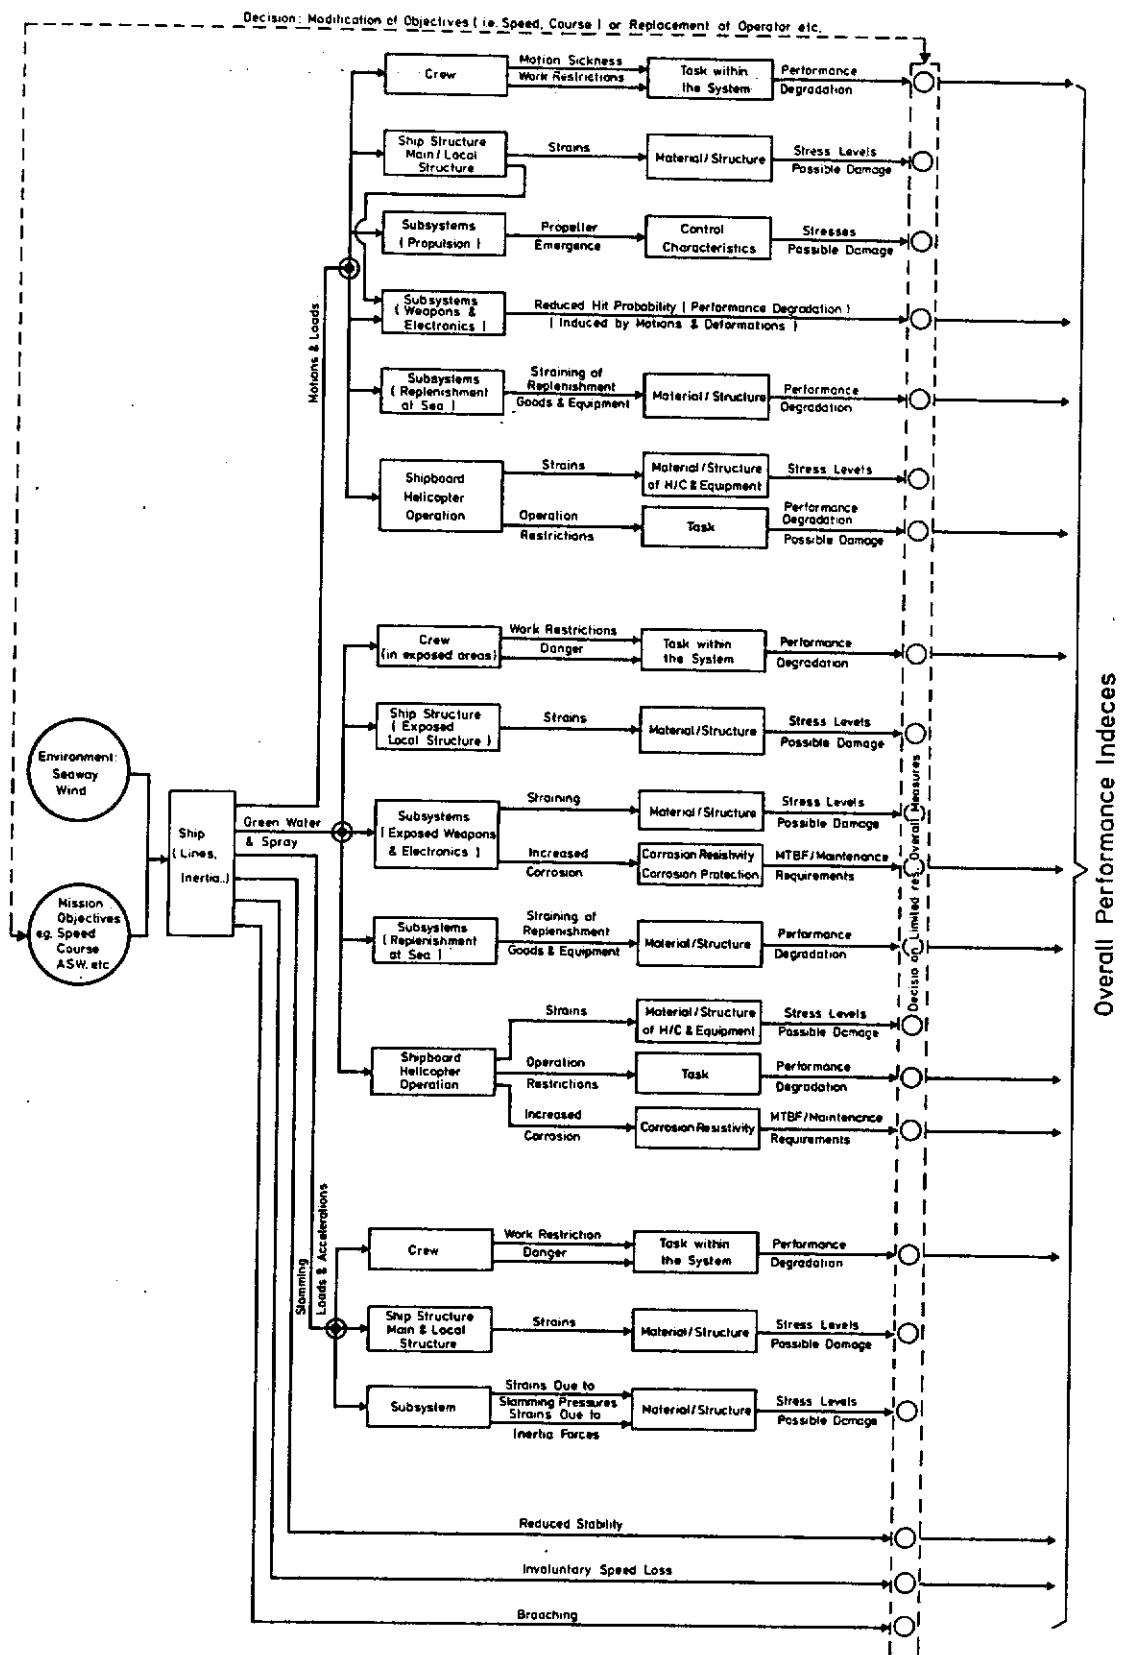 Decision: Modification of Objectives ( i.e. Speed, Course ) or Replacement of Operator etc.
Crew
Motion Sickness
Work Restrictions
Task within
the System
Performance
Degradation
Ship Structure
Main / Local
Structure
Strains
Material/Structure
Stress Levels
Possible Damage
Subsystems
( Propulsion )
Propeller
Emergence
Control
Characteristics
Stresses
Possible Damage
Motions & Loads
Subsystems
( Weapons &
Electronics )
Reduced Hit Probability ( Performance Degradation )
( Induced by Motions & Deformations )
Subsystems
( Replenishment
at Sea )
Straining of
Replenishment
Goods & Equipment
Material/Structure
Performance
Degradation
Shipboard
Helicopter
Operation
Strains
Material/Structure
of H/C & Equipment
Stress Levels
Operation
Restrictions
Task
Performance
Degradation
Possible Damage
Crew
(in exposed areas)
Work Restrictions
Danger
Task within
the System
Performance
Degradation
Ship Structure
( Exposed
Local Structure )
Strains
Material/Structure
Stress Levels
Possible Damage
Environment:
Seaway
Wind
Mission
Objectives
eg. Speed
Course
ASW. etc
Ship
( Lines,
Inertia..)
Green Water
& Spray
Subsystems
( Exposed Weapons
& Electronics )
Straining
Material/Structure
Stress Levels
Possible Damage
Increased
Corrosion
Corrosion Resistivity
Corrosion Protection
MTBF/Maintenance
Requirements
Subsystems
( Replenishment
at Sea )
Straining of
Replenishment
Goods & Equipment
Material/Structure
Performance
Degradation
Decision on Limited res. Overall Measures
Overall Performance Indeces
Shipboard
Helicopter
Operation
Strains
Material/Structure
of H/C & Equipment
Stress Levels
Possible Damage
Operation
Restrictions
Task
Performance
Degradation
Increased
Corrosion
Corrosion Resistivity
MTBF/Maintenance
Requirements
Slamming
Loads & Accelerations
Crew
Work Restriction
Danger
Task within
the System
Performance
Degradation
Ship Structure
Main & Local
Structure
Strains
Material/Structure
Stress Levels
Possible Damage
Subsystem
Strains Due to
Slamming Pressures
Strains Due to
Inertia Forces
Material/Structure
Stress Levels
Possible Damage
Reduced Stability
Involuntary Speed Loss
Broaching